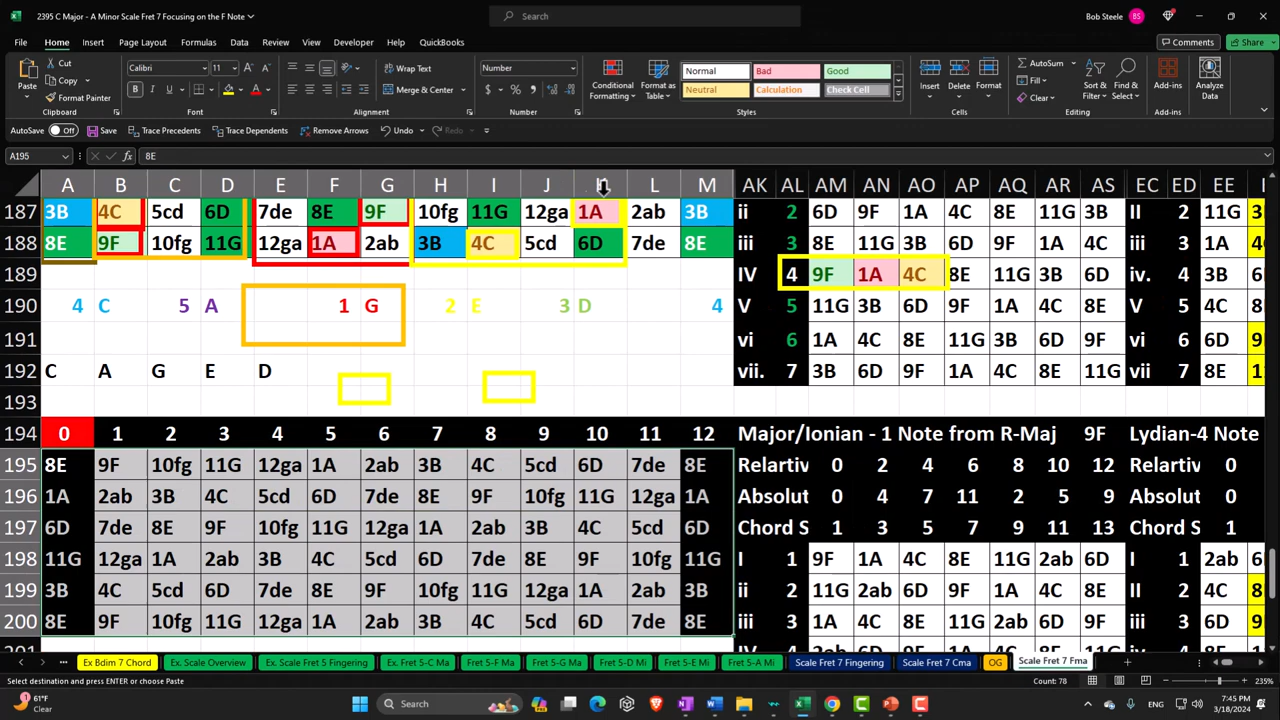 2395 C Major - A Minor Scale Fret 7 Focusing on the F Note
Search
Bob Steele BS
File Home Insert Page Layout Formulas Data Review View Developer Help QuickBooks Comments Share
Paste Cut Copy Format Painter Clipboard
Calibri 11 Font
Wrap Text Merge & Center Alignment
Number Number
Conditional Formatting Format as Table Normal Bad Good Neutral Calculation Check Cell Styles
Insert Delete Format Cells
AutoSum Fill Clear Sort & Filter Find & Select Editing
Add-ins Add-ins Analyze Data
AutoSave Off Save Trace Precedents Trace Dependents Remove Arrows Undo Redo
A195 fx 8E
A B C D E F G H I J L M AK AL AM AN AO AP AQ AR AS EC ED EE
187 3B 4C 5cd 6D 7de 8E 9F 10fg 11G 12ga 1A 2ab 3B ii 2 6D 9F 1A 4C 8E 11G 3B II 2 11G
188 8E 9F 10fg 11G 12ga 1A 2ab 3B 4C 5cd 6D 7de 8E iii 3 8E 11G 3B 6D 9F 1A 4C iii 3 1A
189 IV 4 9F 1A 4C 8E 11G 3B 6D iv. 4 3B
190 4 C 5 A 1 G 2 E 3 D 4 V 5 11G 3B 6D 9F 1A 4C 8E V 5 4C
191 vi 6 1A 4C 8E 11G 3B 6D 9F vi 6 6D
192 C A G E D vii. 7 3B 6D 9F 1A 4C 8E 11G vii 7 8E
193
194 0 1 2 3 4 5 6 7 8 9 10 11 12 Major/Ionian - 1 Note from R-Maj 9F Lydian-4 Note
195 8E 9F 10fg 11G 12ga 1A 2ab 3B 4C 5cd 6D 7de 8E Relartiv 0 2 4 6 8 10 12 Relartiv 0
196 1A 2ab 3B 4C 5cd 6D 7de 8E 9F 10fg 11G 12ga 1A Absolut 0 4 7 11 2 5 9 Absolut 0
197 6D 7de 8E 9F 10fg 11G 12ga 1A 2ab 3B 4C 5cd 6D Chord S 1 3 5 7 9 11 13 Chord S 1
198 11G 12ga 1A 2ab 3B 4C 5cd 6D 7de 8E 9F 10fg 11G I 1 9F 1A 4C 8E 11G 2ab 6D I 1 2ab
199 3B 4C 5cd 6D 7de 8E 9F 10fg 11G 12ga 1A 2ab 3B ii 2 11G 2ab 6D 9F 1A 4C 8E II 2 4C 8
200 8E 9F 10fg 11G 12ga 1A 2ab 3B 4C 5cd 6D 7de 8E iii 3 1A 4C 8E 11G 2ab 6D 9F iii 3 6D 9
Ex Bdim 7 Chord Ex. Scale Overview Ex. Scale Fret 5 Fingering Ex. Fret 5-C Ma Ex. Fret 5-F Ma Ex. Fret 5-G Ma Ex. Fret 5-D Mi Ex. Fret 5-E Mi Ex. Fret 5-A Mi Scale Fret 7 Fingering Scale Fret 7 Cma OG Scale Fret 7 Fma
Select destination and press ENTER or choose Paste Count: 78 235%
61°F Clear Search 7:45 PM 3/18/2024